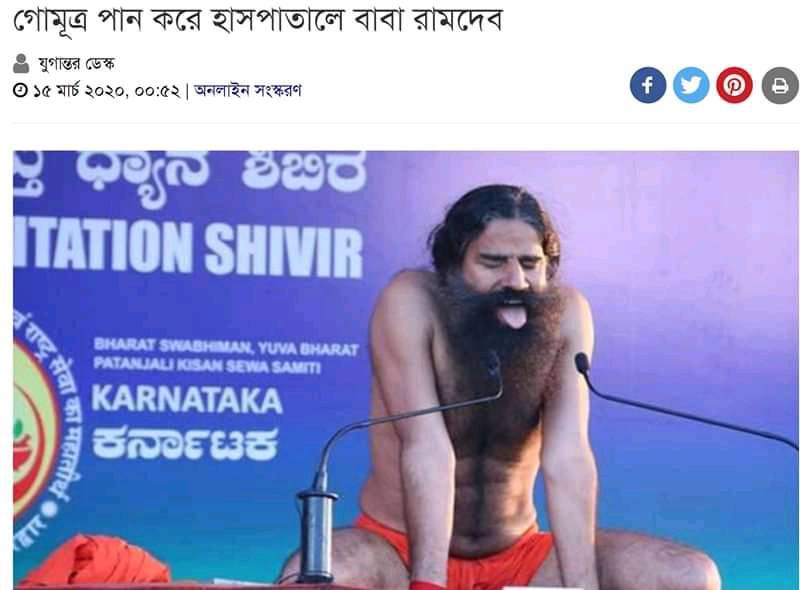 গোমূত্র পান করে হাসপাতালে বাবা রামদেব
যুগান্তর ডেস্ক
১৫ মার্চ ২০২০, ০০:৫২ | অনলাইন সংস্করণ
ಧ್ಯಾನ ಶಿಬಿರ
ITATION SHIVIR
BHARAT SWABHIMAN, YUVA BHARAT
PATANJALI KISAN SEWA SAMITI
KARNATAKA
ಕರ್ನಾಟಕ
राष्ट्र सेवा का महातीर्थ